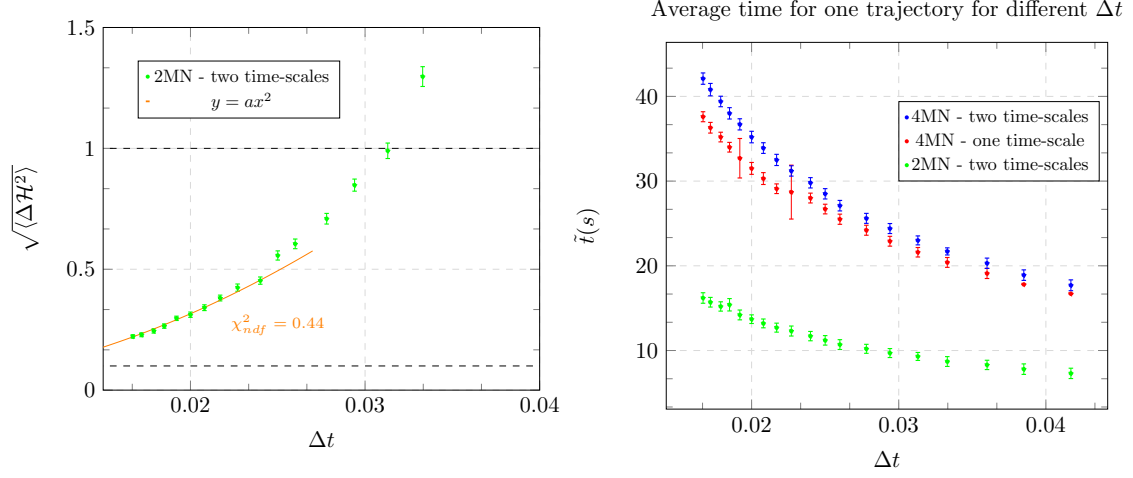 1.5
1
0.5
0
0.02
0.03
0.04
Δt
√⟨ΔH²⟩
2MN - two time-scales
y = ax²
χ²ndf = 0.44
Average time for one trajectory for different Δt
40
30
20
10
0.02
0.03
0.04
Δt
t̃(s)
4MN - two time-scales
4MN - one time-scale
2MN - two time-scales